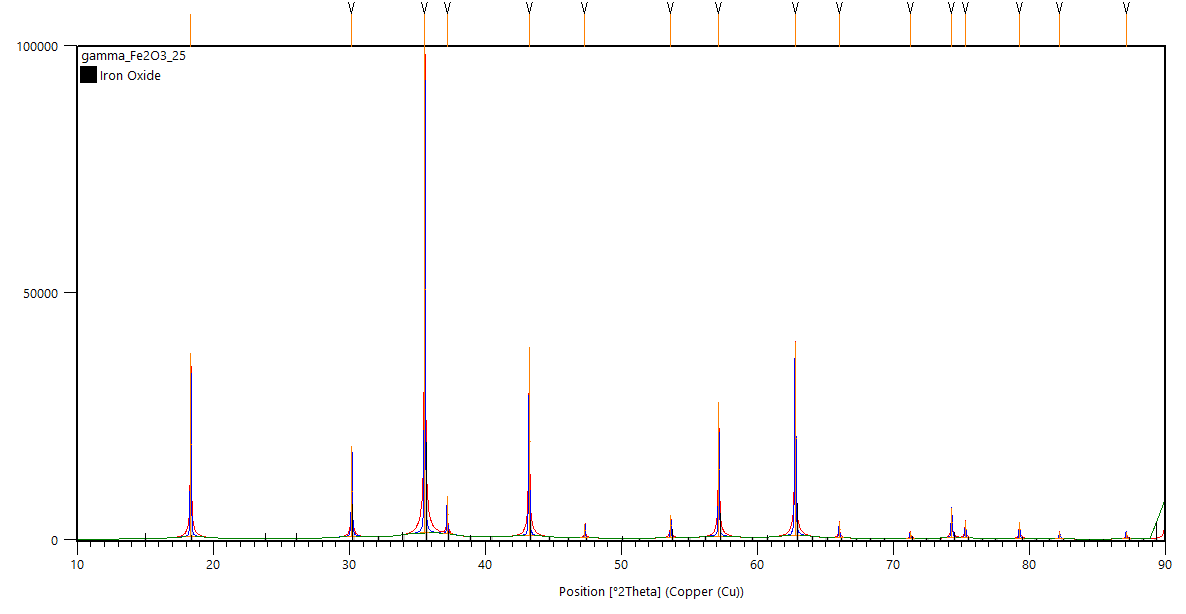 100000
gamma_Fe2O3_25
Iron Oxide
50000
0
10 20 30 40 50 60 70 80 90
Position [°2Theta] (Copper (Cu))